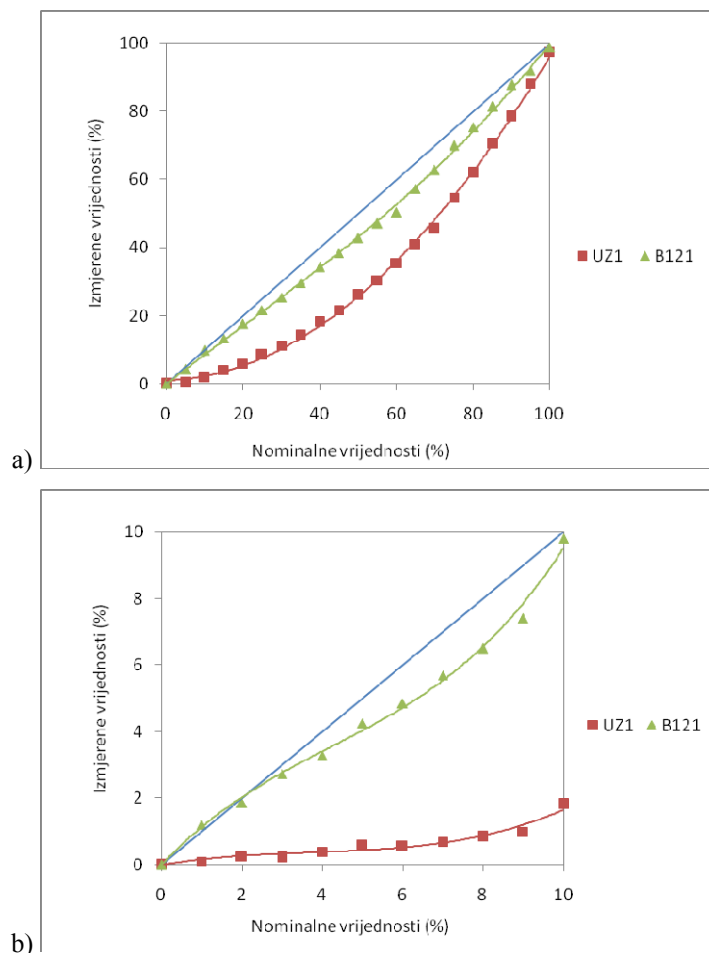 100
80
60
40
20
0
Izmjerene vrijednosti (%)
0 20 40 60 80 100
Nominalne vrijednosti (%)
UZ1 B121
a)
10
8
6
4
2
0
Izmjerene vrijednosti (%)
0 2 4 6 8 10
Nominalne vrijednosti (%)
UZ1 B121
b)